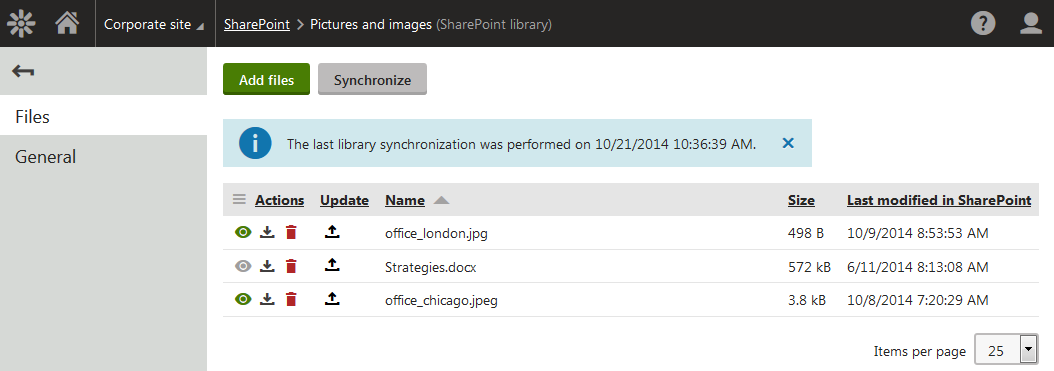 Corporate site SharePoint > Pictures and images (SharePoint library) ?
Files
General
Add files Synchronize
i The last library synchronization was performed on 10/21/2014 10:36:39 AM. ×
Actions Update Name Size Last modified in SharePoint
office_london.jpg 498 B 10/9/2014 8:53:53 AM
Strategies.docx 572 kB 6/11/2014 8:13:08 AM
office_chicago.jpeg 3.8 kB 10/8/2014 7:20:29 AM
Items per page 25